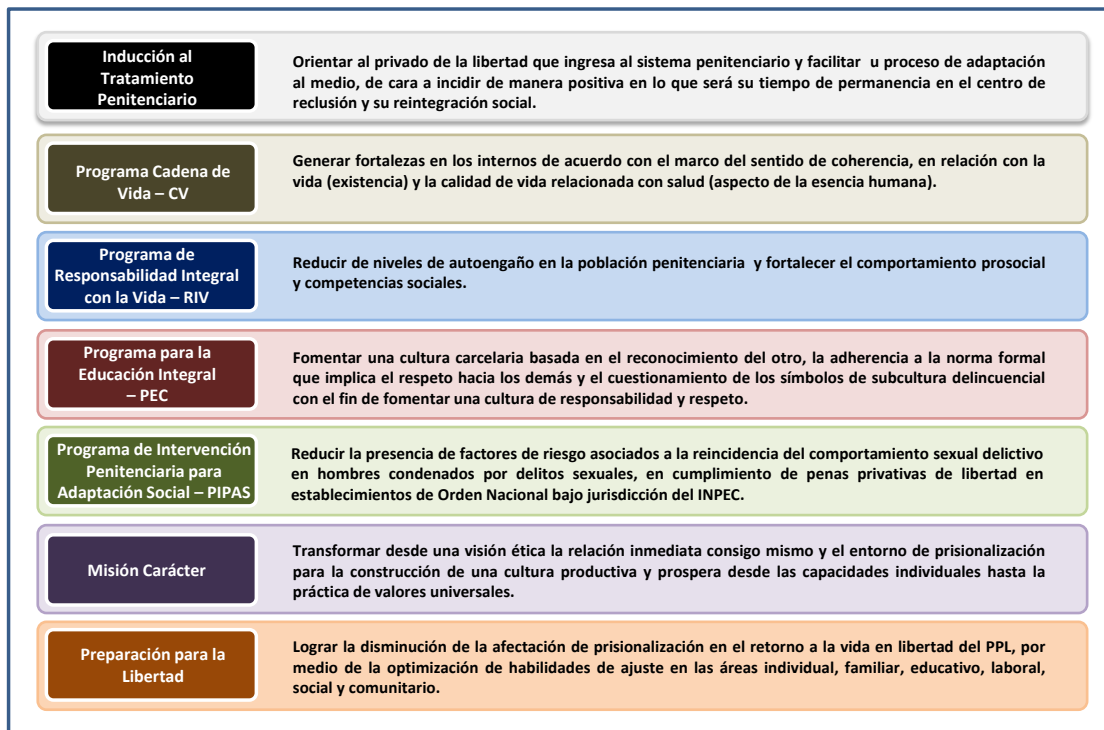 Inducción al
Tratamiento
Penitenciario
Orientar al privado de la libertad que ingresa al sistema penitenciario y facilitar u proceso de adaptación
al medio, de cara a incidir de manera positiva en lo que será su tiempo de permanencia en el centro de
reclusión y su reintegración social.
Programa Cadena de
Vida – CV
Generar fortalezas en los internos de acuerdo con el marco del sentido de coherencia, en relación con la
vida (existencia) y la calidad de vida relacionada con salud (aspecto de la esencia humana).
Programa de
Responsabilidad Integral
con la Vida – RIV
Reducir de niveles de autoengaño en la población penitenciaria y fortalecer el comportamiento prosocial
y competencias sociales.
Programa para la
Educación Integral
– PEC
Fomentar una cultura carcelaria basada en el reconocimiento del otro, la adherencia a la norma formal
que implica el respeto hacia los demás y el cuestionamiento de los símbolos de subcultura delincuencial
con el fin de fomentar una cultura de responsabilidad y respeto.
Programa de Intervención
Penitenciaria para
Adaptación Social – PIPAS
Reducir la presencia de factores de riesgo asociados a la reincidencia del comportamiento sexual delictivo
en hombres condenados por delitos sexuales, en cumplimiento de penas privativas de libertad en
establecimientos de Orden Nacional bajo jurisdicción del INPEC.
Misión Carácter
Transformar desde una visión ética la relación inmediata consigo mismo y el entorno de prisionalización
para la construcción de una cultura productiva y prospera desde las capacidades individuales hasta la
práctica de valores universales.
Preparación para la
Libertad
Lograr la disminución de la afectación de prisionalización en el retorno a la vida en libertad del PPL, por
medio de la optimización de habilidades de ajuste en las áreas individual, familiar, educativo, laboral,
social y comunitario.